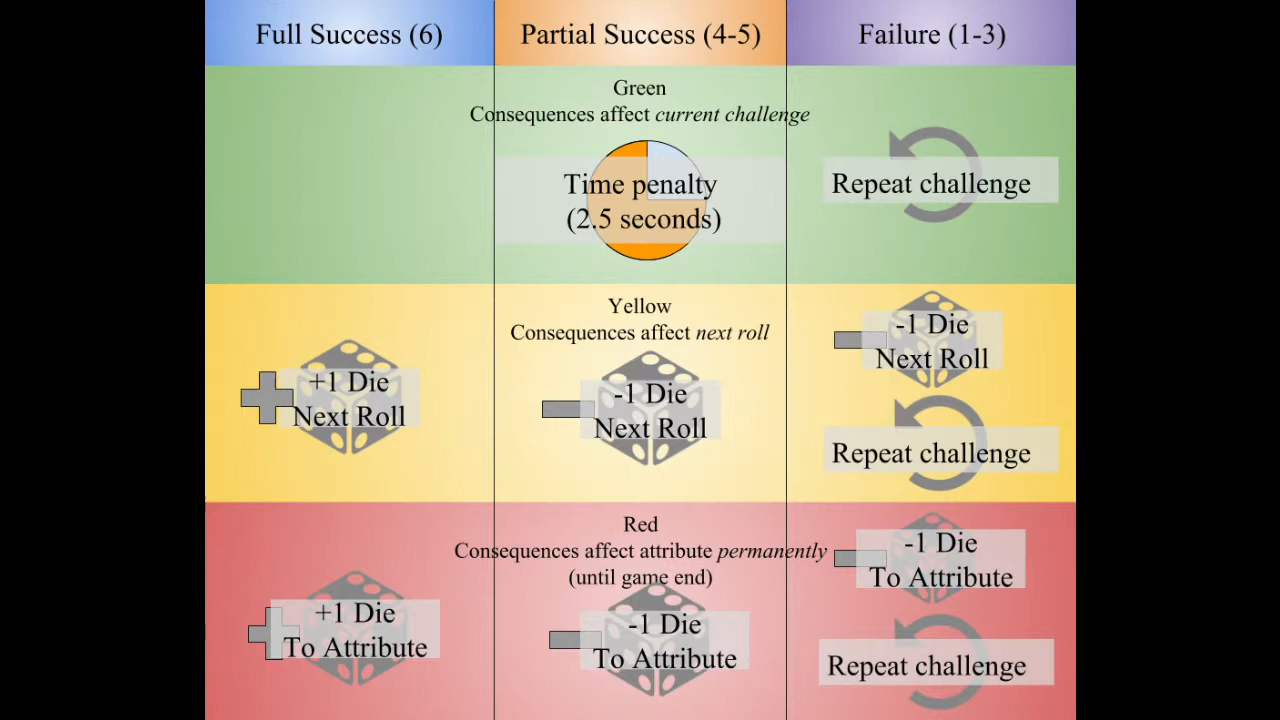 Full Success (6)
Partial Success (4-5)
Failure (1-3)
Green
Consequences affect current challenge
Time penalty
(2.5 seconds)
Repeat challenge
Yellow
Consequences affect next roll
+1 Die
Next Roll
-1 Die
Next Roll
-1 Die
Next Roll
Repeat challenge
Red
Consequences affect attribute permanently
(until game end)
+1 Die
To Attribute
-1 Die
To Attribute
-1 Die
To Attribute
Repeat challenge